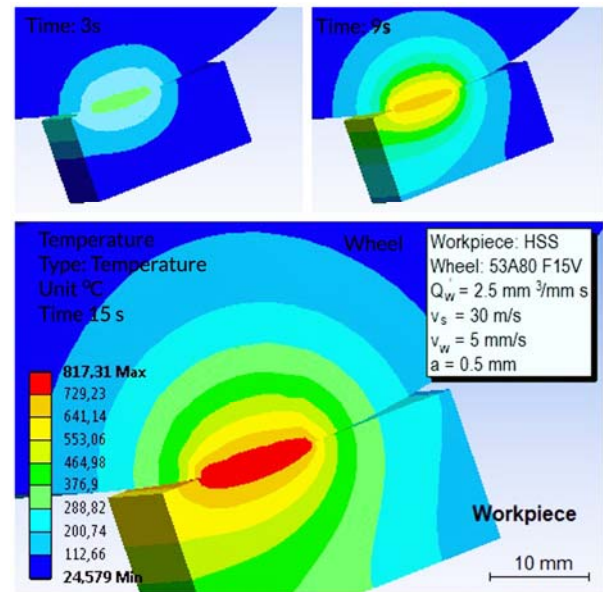 Time: 3s
Time: 9s
Temperature
Type: Temperature
Unit ⁰C
Time 15 s
Wheel
Workpiece: HSS
Wheel: 53A80 F15V
Q'w = 2.5 mm ³/mm s
vs = 30 m/s
vw = 5 mm/s
a = 0.5 mm
817,31 Max
729,23
641,14
553,06
464,98
376,9
288,82
200,74
112,66
24,579 Min
Workpiece
10 mm